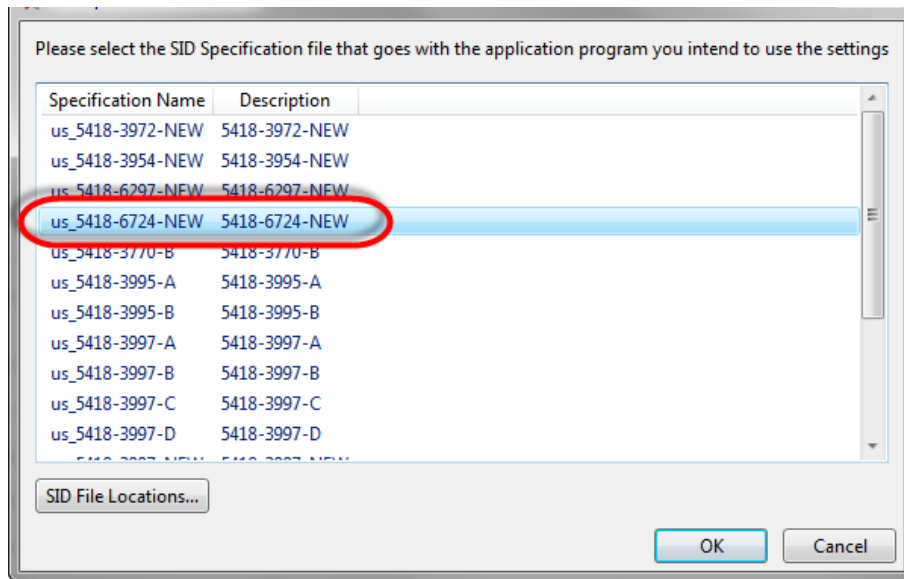 Please select the SID Specification file that goes with the application program you intend to use the settings
Specification Name Description
us_5418-3972-NEW 5418-3972-NEW
us_5418-3954-NEW 5418-3954-NEW
us_5418-6297-NEW 5418-6297-NEW
us_5418-6724-NEW 5418-6724-NEW
us_5418-3770-B 5418-3770-B
us_5418-3995-A 5418-3995-A
us_5418-3995-B 5418-3995-B
us_5418-3997-A 5418-3997-A
us_5418-3997-B 5418-3997-B
us_5418-3997-C 5418-3997-C
us_5418-3997-D 5418-3997-D
SID File Locations...
OK Cancel